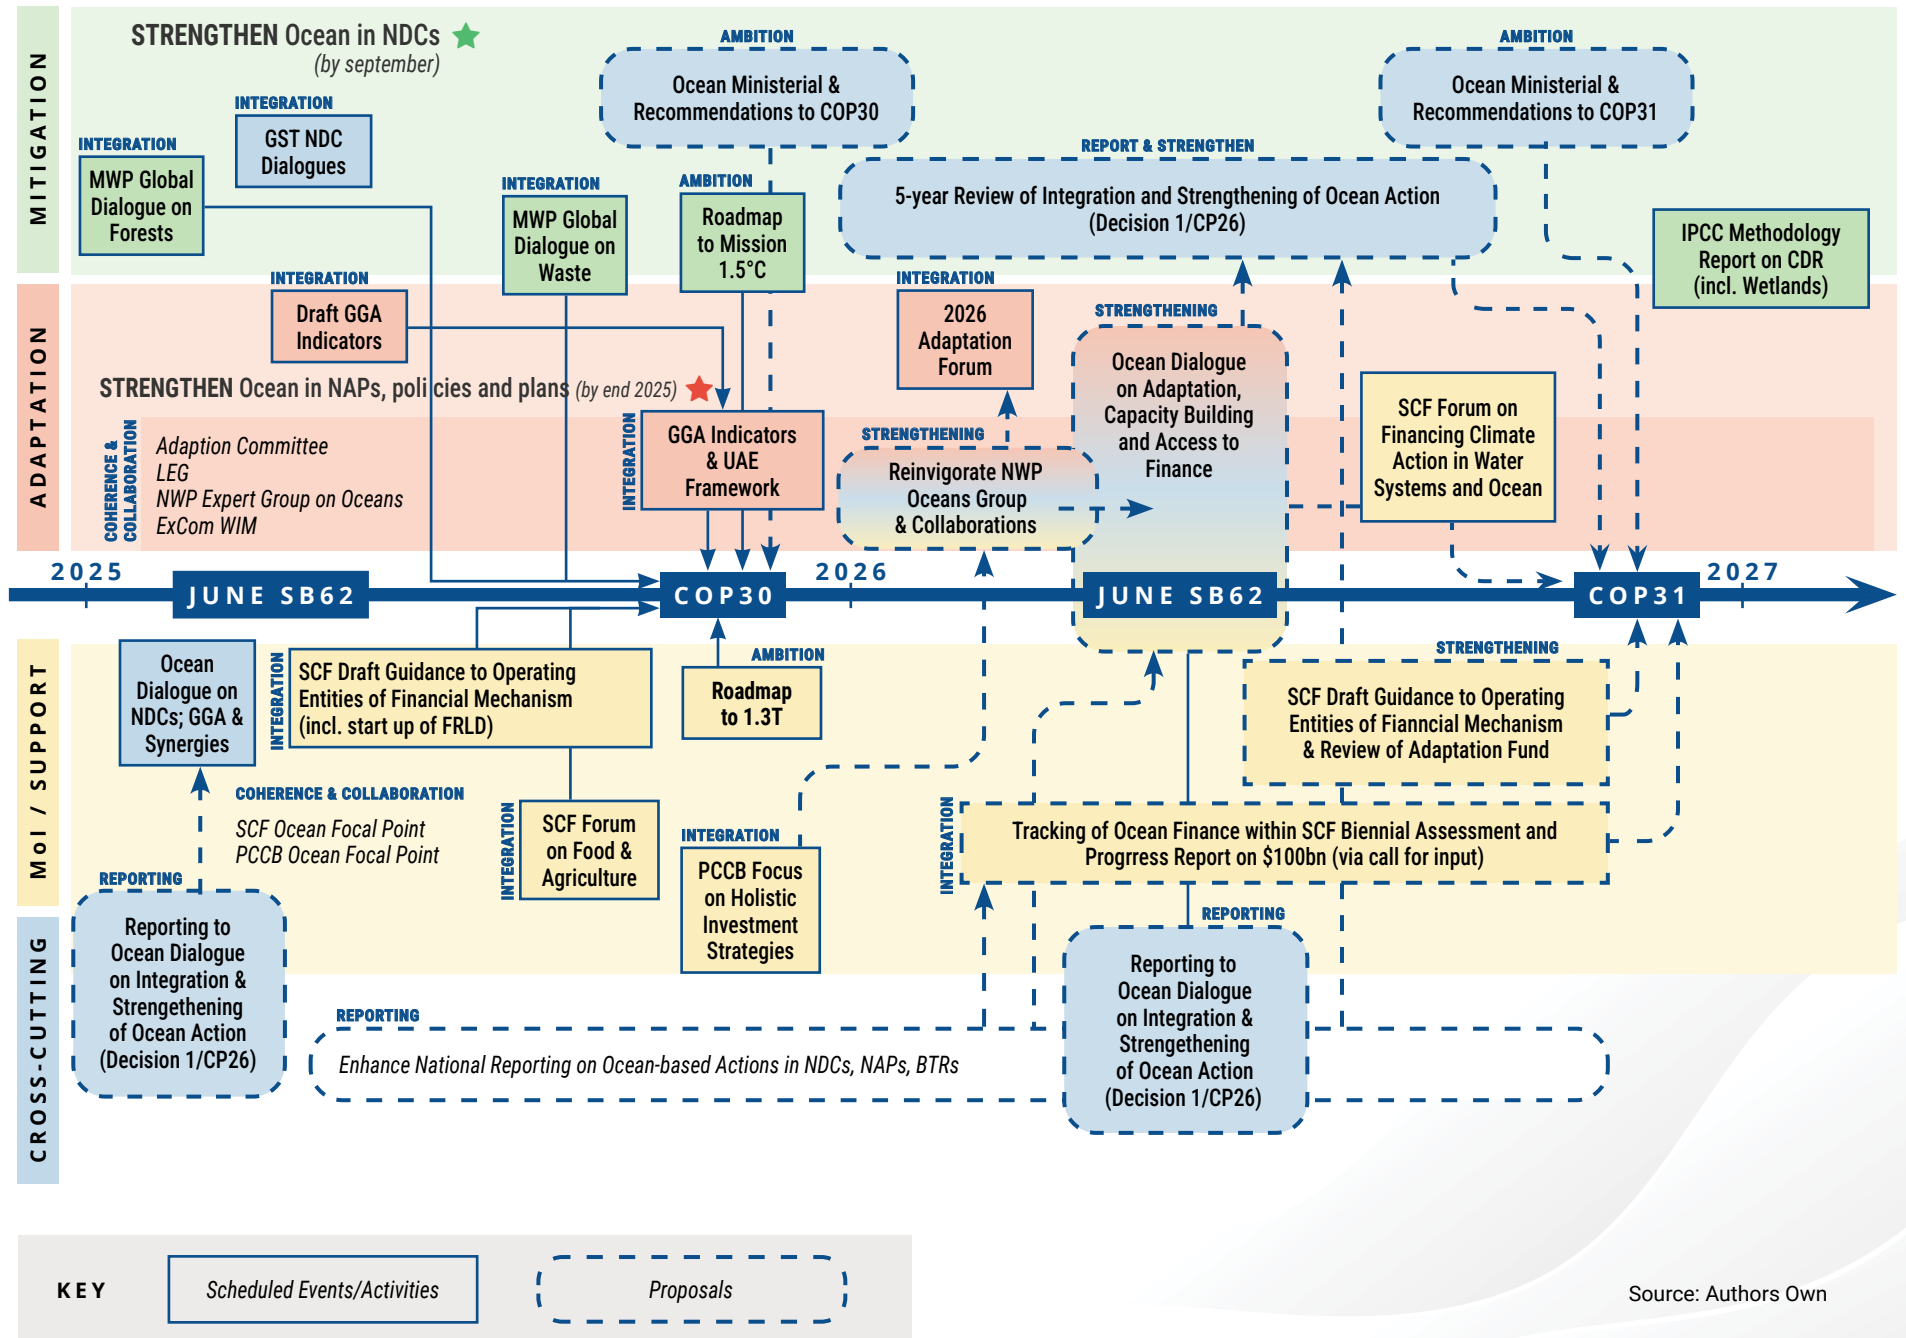 MITIGATION
STRENGTHEN Ocean in NDCs
(by september)
INTEGRATION
MWP Global
Dialogue on
Forests
INTEGRATION
GST NDC
Dialogues
INTEGRATION
MWP Global
Dialogue on
Waste
AMBITION
Ocean Ministerial &
Recommendations to COP30
AMBITION
Roadmap
to Mission
1.5°C
REPORT & STRENGTHEN
5-year Review of Integration and Strengthening of Ocean Action
(Decision 1/CP26)
AMBITION
Ocean Ministerial &
Recommendations to COP31
IPCC Methodology
Report on CDR
(incl. Wetlands)
ADAPTATION
INTEGRATION
Draft GGA
Indicators
STRENGTHEN Ocean in NAPs, policies and plans (by end 2025)
COHERENCE &
COLLABORATION
Adaption Committee
LEG
NWP Expert Group on Oceans
ExCom WIM
INTEGRATION
GGA Indicators
& UAE
Framework
INTEGRATION
2026
Adaptation
Forum
STRENGTHENING
Reinvigorate NWP
Oceans Group
& Collaborations
STRENGTHENING
Ocean Dialogue
on Adaptation,
Capacity Building
and Access to
Finance
SCF Forum on
Financing Climate
Action in Water
Systems and Ocean
2025
JUNE SB62
COP30
2026
JUNE SB62
COP31
2027
MoI / SUPPORT
Ocean
Dialogue on
NDCs; GGA &
Synergies
INTEGRATION
SCF Draft Guidance to Operating
Entities of Financial Mechanism
(incl. start up of FRLD)
AMBITION
Roadmap
to 1.3T
COHERENCE & COLLABORATION
SCF Ocean Focal Point
PCCB Ocean Focal Point
INTEGRATION
SCF Forum
on Food &
Agriculture
INTEGRATION
PCCB Focus
on Holistic
Investment
Strategies
STRENGTHENING
SCF Draft Guidance to Operating
Entities of Fianncial Mechanism
& Review of Adaptation Fund
INTEGRATION
Tracking of Ocean Finance within SCF Biennial Assessment and
Progrress Report on $100bn (via call for input)
CROSS-CUTTING
REPORTING
Reporting to
Ocean Dialogue
on Integration &
Strengethening
of Ocean Action
(Decision 1/CP26)
REPORTING
Enhance National Reporting on Ocean-based Actions in NDCs, NAPs, BTRs
REPORTING
Reporting to
Ocean Dialogue
on Integration &
Strengethening
of Ocean Action
(Decision 1/CP26)
KEY
Scheduled Events/Activities
Proposals
Source: Authors Own